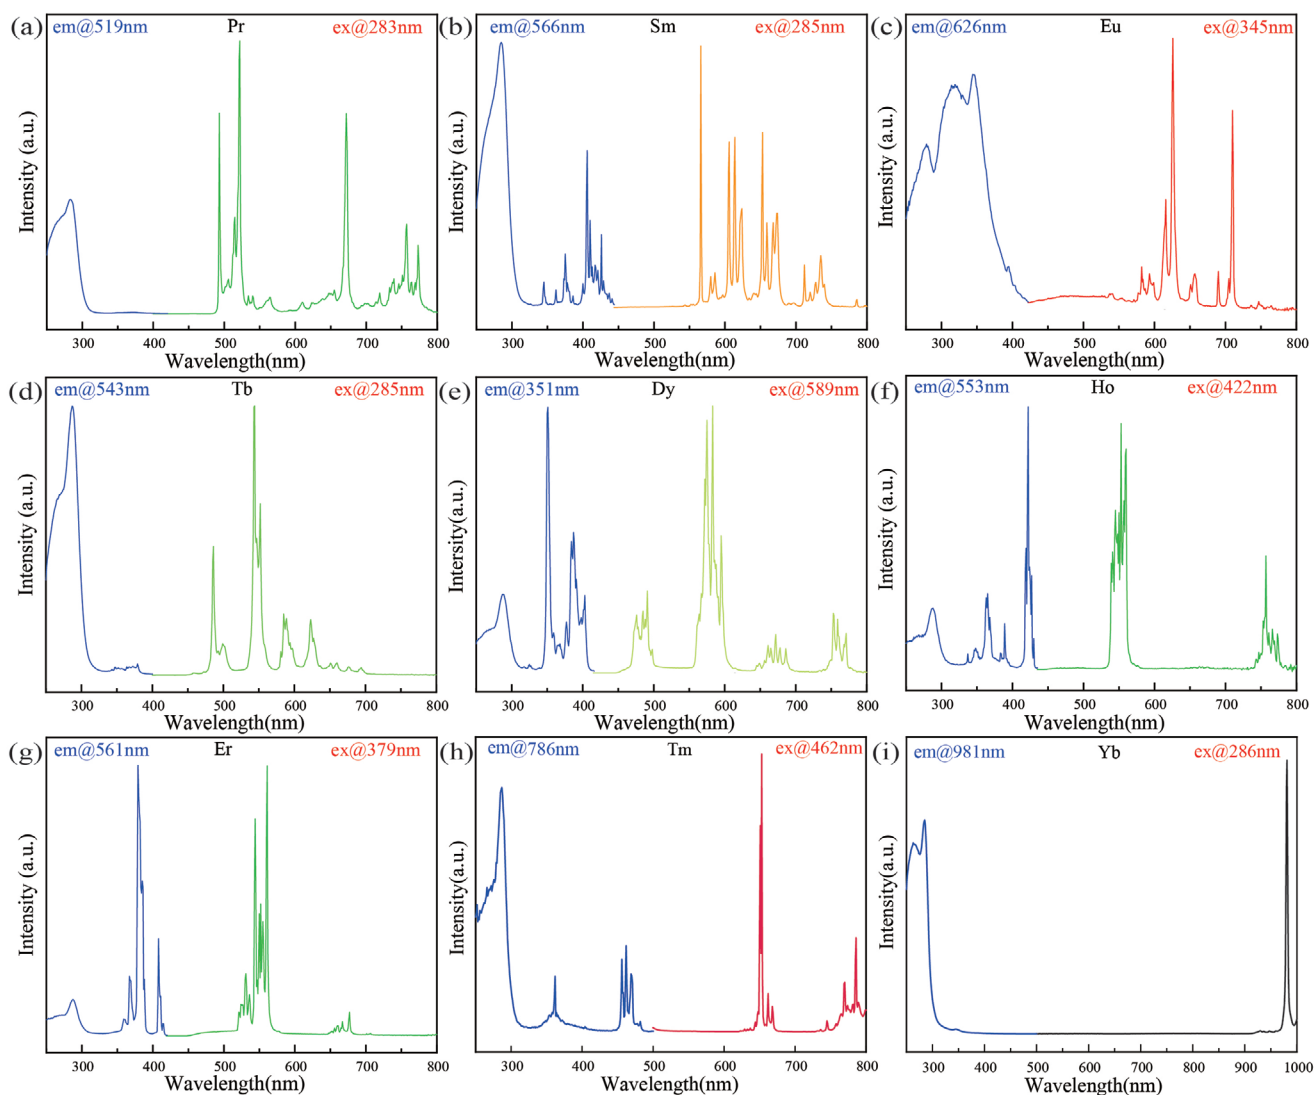 (a) em@519nm Pr ex@283nm
Intensity (a.u.)
300 400 500 600 700 800
Wavelength(nm)
(b) em@566nm Sm ex@285nm
Intensity (a.u.)
300 400 500 600 700 800
Wavelength(nm)
(c) em@626nm Eu ex@345nm
Intensity (a.u.)
300 400 500 600 700 800
Wavelength(nm)
(d) em@543nm Tb ex@285nm
Intensity (a.u.)
300 400 500 600 700 800
Wavelength(nm)
(e) em@351nm Dy ex@589nm
Intersity(a.u.)
300 400 500 600 700 800
Wavelength(nm)
(f) em@553nm Ho ex@422nm
Intensity (a.u.)
300 400 500 600 700 800
Wavelength(nm)
(g) em@561nm Er ex@379nm
Intensity (a.u.)
300 400 500 600 700 800
Wavelength(nm)
(h) em@786nm Tm ex@462nm
Intensity(a.u.)
300 400 500 600 700 800
Wavelength(nm)
(i) em@981nm Yb ex@286nm
Intensity(a.u.)
300 400 500 600 700 800 900 1000
Wavelength(nm)